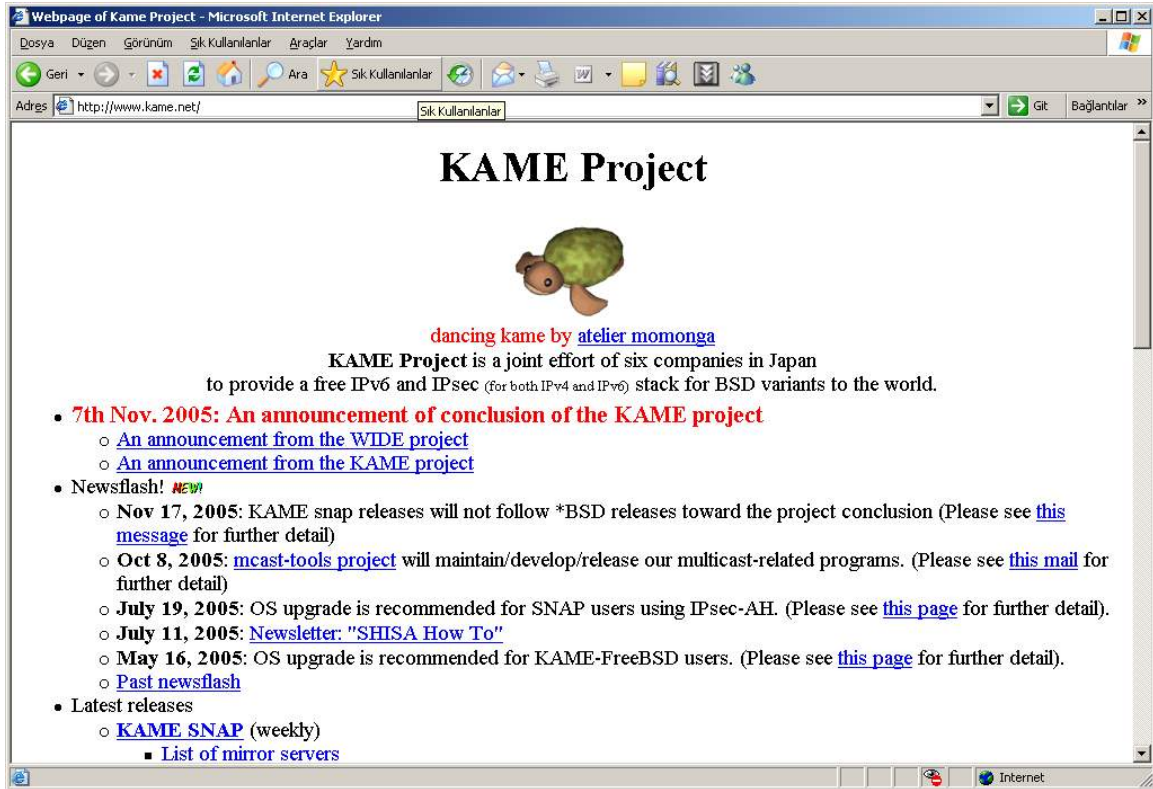 Webpage of Kame Project - Microsoft Internet Explorer
Dosya Düzen Görünüm Sık Kullanılanlar Araçlar Yardım
Geri Ara Sık Kullanılanlar
Adres http://www.kame.net/ Git Bağlantılar »
Sık Kullanılanlar
KAME Project
dancing kame by atelier momonga
KAME Project is a joint effort of six companies in Japan
to provide a free IPv6 and IPsec (for both IPv4 and IPv6) stack for BSD variants to the world.
7th Nov. 2005: An announcement of conclusion of the KAME project
An announcement from the WIDE project
An announcement from the KAME project
Newsflash! NEW!
Nov 17, 2005: KAME snap releases will not follow *BSD releases toward the project conclusion (Please see this
message for further detail)
Oct 8, 2005: mcast-tools project will maintain/develop/release our multicast-related programs. (Please see this mail for
further detail)
July 19, 2005: OS upgrade is recommended for SNAP users using IPsec-AH. (Please see this page for further detail).
July 11, 2005: Newsletter: "SHISA How To"
May 16, 2005: OS upgrade is recommended for KAME-FreeBSD users. (Please see this page for further detail).
Past newsflash
Latest releases
KAME SNAP (weekly)
List of mirror servers
Internet